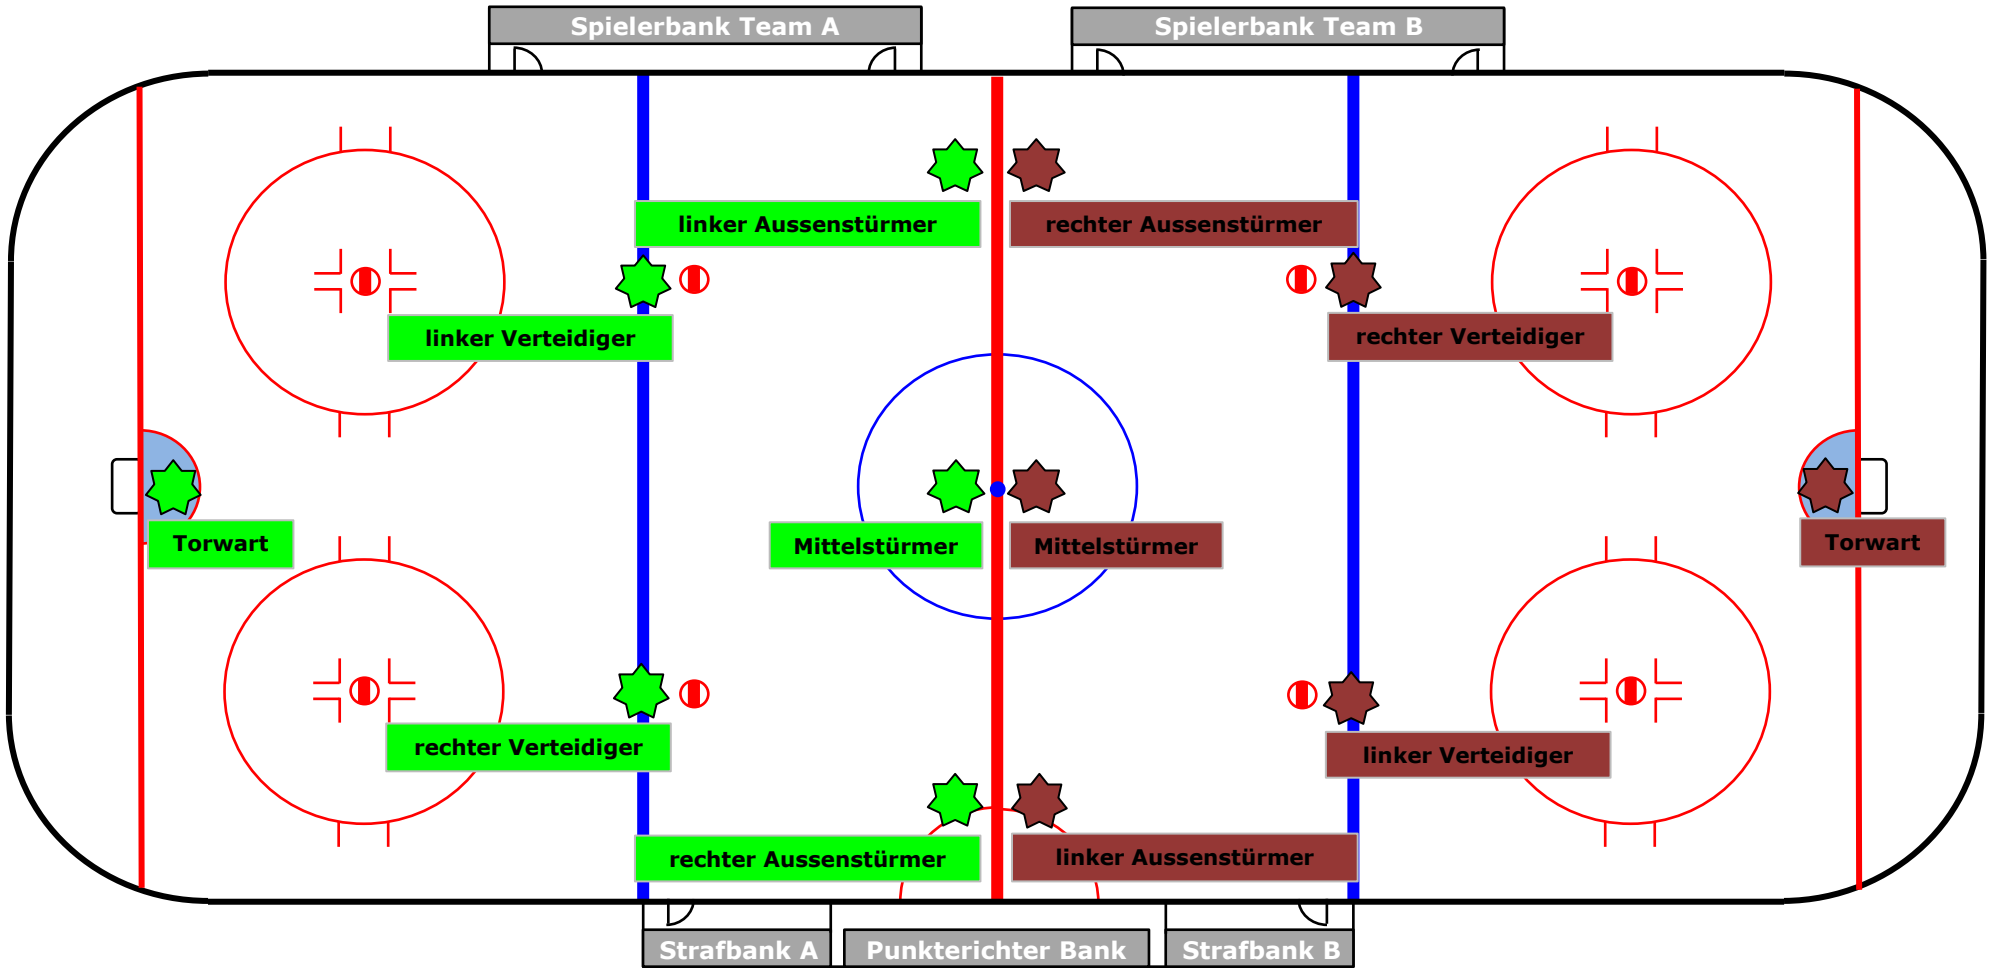 Spielerbank Team A
Spielerbank Team B
linker Aussenstürmer
rechter Aussenstürmer
linker Verteidiger
rechter Verteidiger
Torwart
Mittelstürmer
Mittelstürmer
Torwart
rechter Verteidiger
linker Verteidiger
rechter Aussenstürmer
linker Aussenstürmer
Strafbank A
Punkterichter Bank
Strafbank B